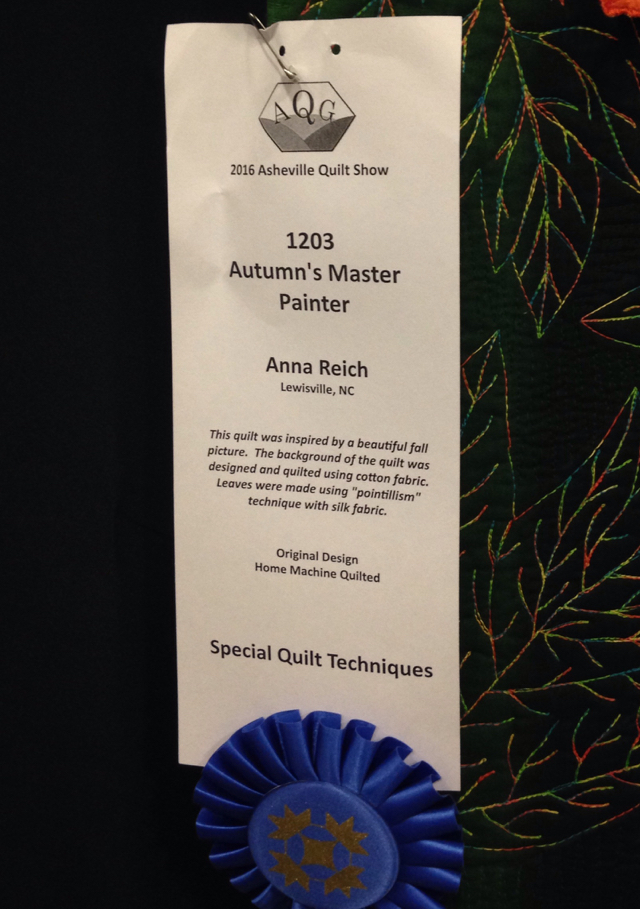 AQG
2016 Asheville Quilt Show
1203
Autumn's Master
Painter
Anna Reich
Lewisville, NC
This quilt was inspired by a beautiful fall
picture. The background of the quilt was
designed and quilted using cotton fabric.
Leaves were made using "pointillism"
technique with silk fabric.
Original Design
Home Machine Quilted
Special Quilt Techniques